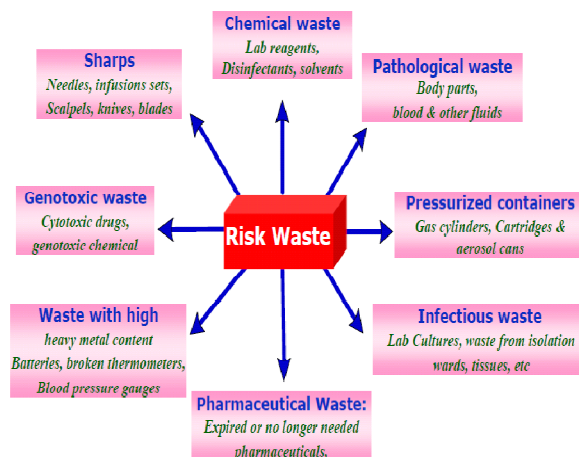 Chemical waste
Lab reagents,
Disinfectants, solvents
Sharps
Needles, infusions sets,
Scalpels, knives, blades
Pathological waste
Body parts,
blood & other fluids
Genotoxic waste
Cytotoxic drugs,
genotoxic chemical
Risk Waste
Pressurized containers
Gas cylinders, Cartridges &
aerosol cans
Waste with high
heavy metal content
Batteries, broken thermometers,
Blood pressure gauges
Infectious waste
Lab Cultures, waste from isolation
wards, tissues, etc
Pharmaceutical Waste:
Expired or no longer needed
pharmaceuticals.